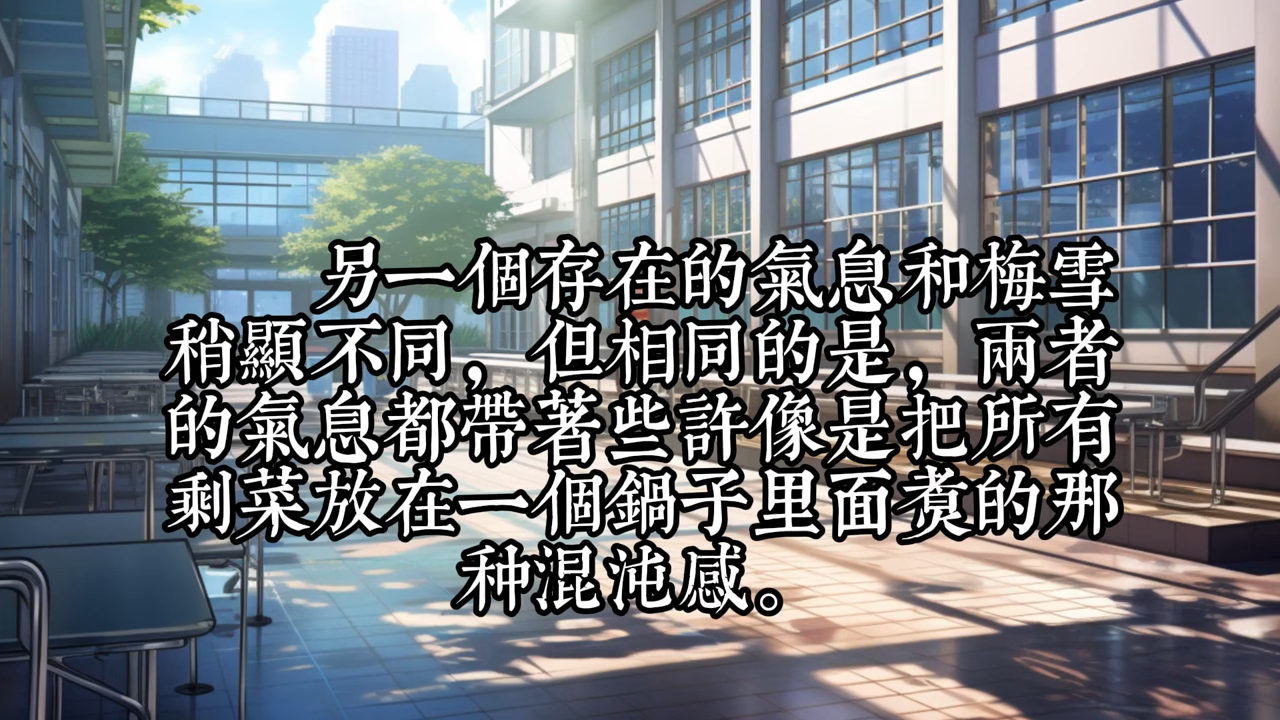 另一個存在的氣息和梅雪
稍顯不同，但相同的是，兩者
的氣息都帶著些許像是把所有
剩菜放在一個鍋子里面煮的那
种混沌感。